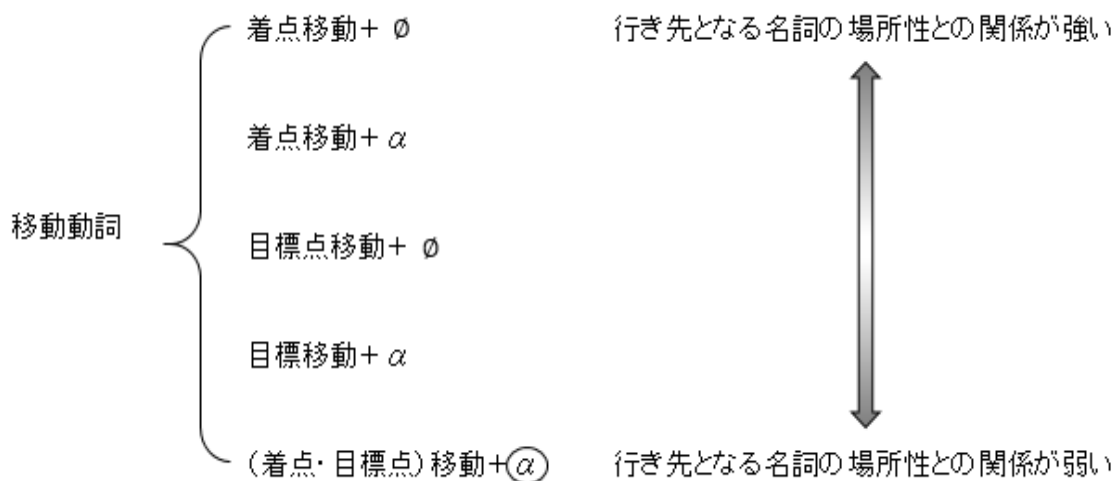 着点移動+ ø 行き先となる名詞の場所性との関係が強い
着点移動+ α
移動動詞
目標点移動+ ø
目標移動+ α
(着点・目標点)移動+α 行き先となる名詞の場所性との関係が弱い